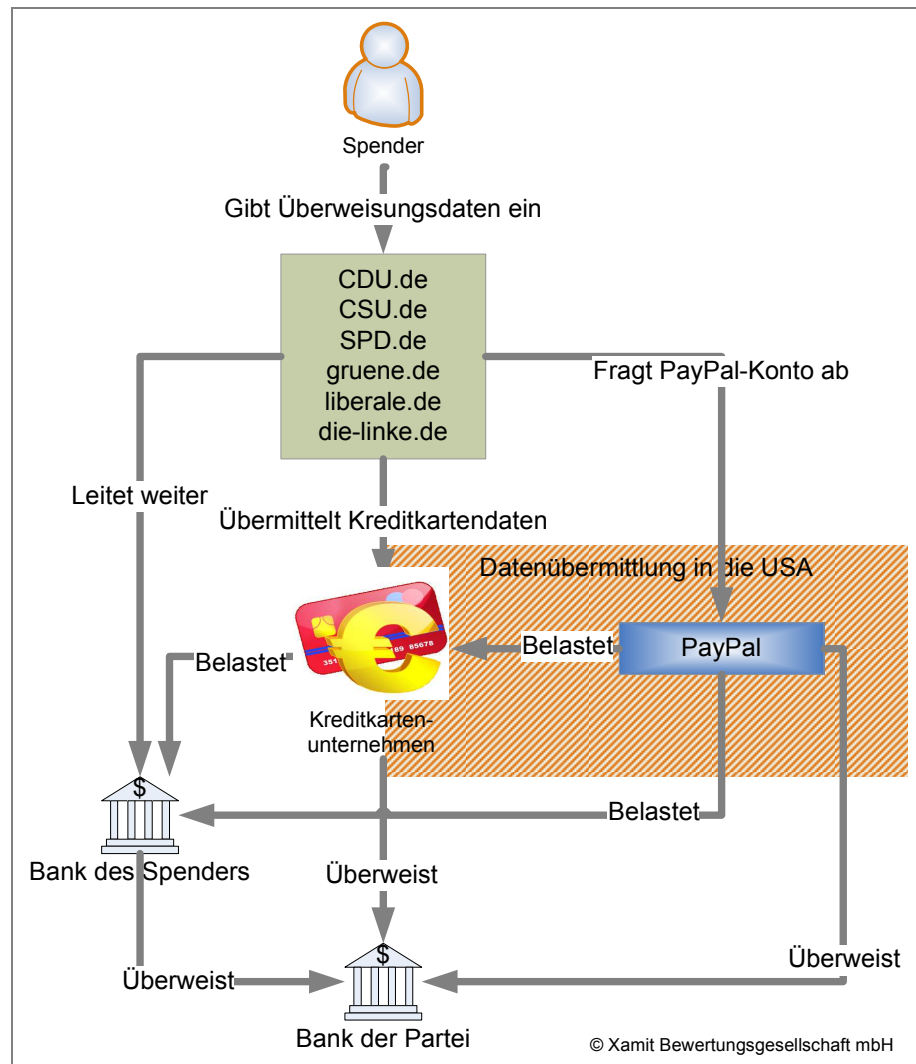 Spender
Gibt Überweisungsdaten ein
CDU.de
CSU.de
SPD.de
gruene.de
liberale.de
die-linke.de
Fragt PayPal-Konto ab
Leitet weiter
Übermittelt Kreditkartendaten
Datenübermittlung in die USA
Belastet
PayPal
Belastet
Kreditkarten-
unternehmen
$
Belastet
Bank des Spenders
Überweist
$
Überweist
Überweist
Bank der Partei
© Xamit Bewertungsgesellschaft mbH